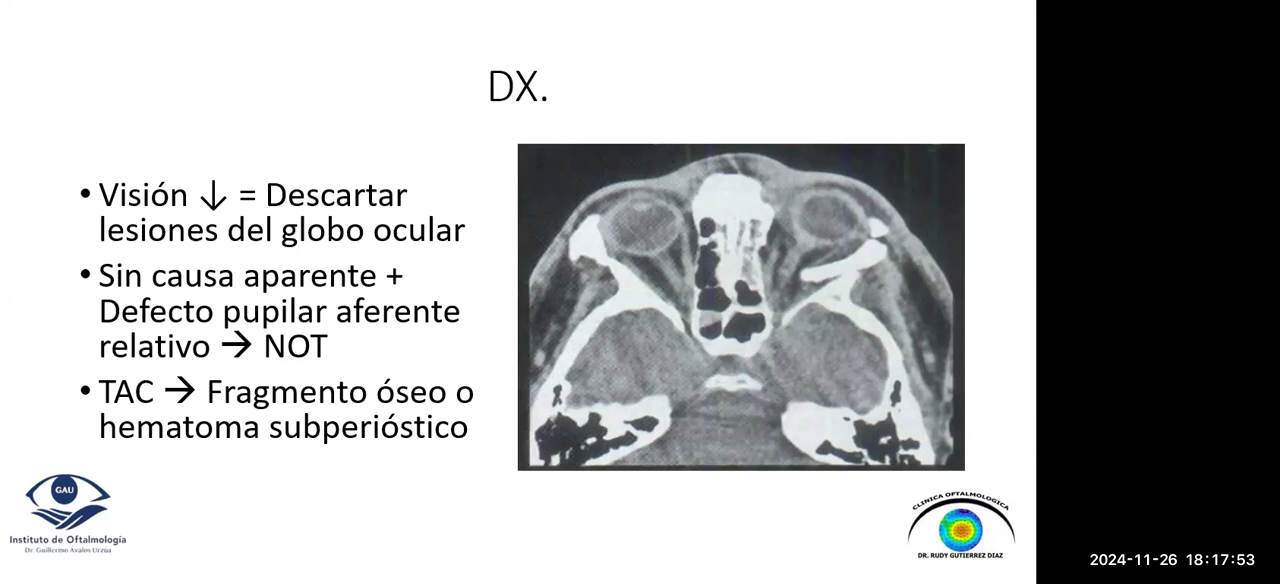 DX.
• Visión ↓ = Descartar
lesiones del globo ocular
• Sin causa aparente +
Defecto pupilar aferente
relativo → NOT
• TAC → Fragmento óseo o
hematoma subperióstico
GAU
Instituto de Oftalmología
Dr. Guillermo Avalos Urzúa
CLINICA OFTALMOLOGICA
DR. RUDY GUTIERREZ DIAZ
2024-11-26 18:17:53